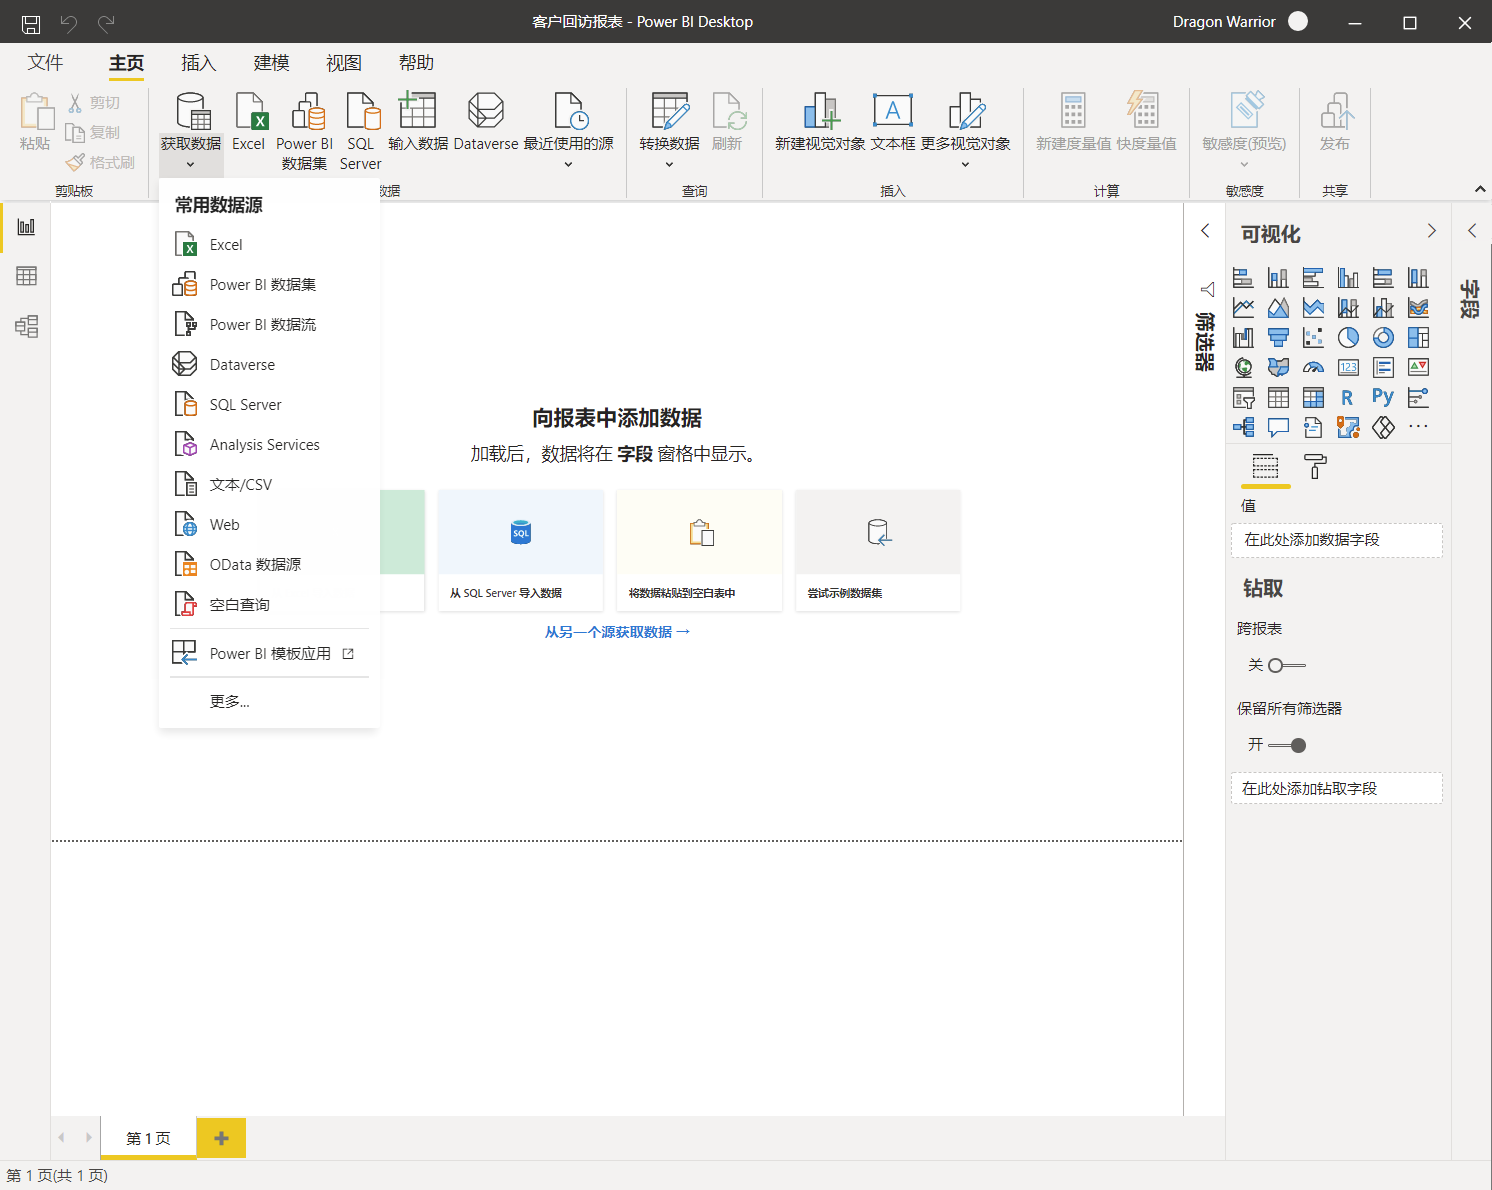 客户回访报表 - Power BI Desktop
Dragon Warrior
文件 主页 插入 建模 视图 帮助
粘贴
剪切
复制
格式刷
剪贴板
获取数据
Excel
Power BI
数据集
SQL
Server
输入数据
Dataverse
最近使用的源
数据
转换数据
刷新
查询
新建视觉对象
文本框
更多视觉对象
插入
新建度量值
快度量值
计算
敏感度(预览)
敏感度
发布
共享
常用数据源
Excel
Power BI 数据集
Power BI 数据流
Dataverse
SQL Server
Analysis Services
文本/CSV
Web
OData 数据源
空白查询
Power BI 模板应用
更多...
向报表中添加数据
加载后，数据将在 字段 窗格中显示。
SQL
从 SQL Server 导入数据
将数据粘贴到空白表中
尝试示例数据集
从另一个源获取数据 →
筛选器
可视化
123
R
Py
值
在此处添加数据字段
钻取
跨报表
关
保留所有筛选器
开
在此处添加钻取字段
字段
第 1 页
第 1 页(共 1 页)